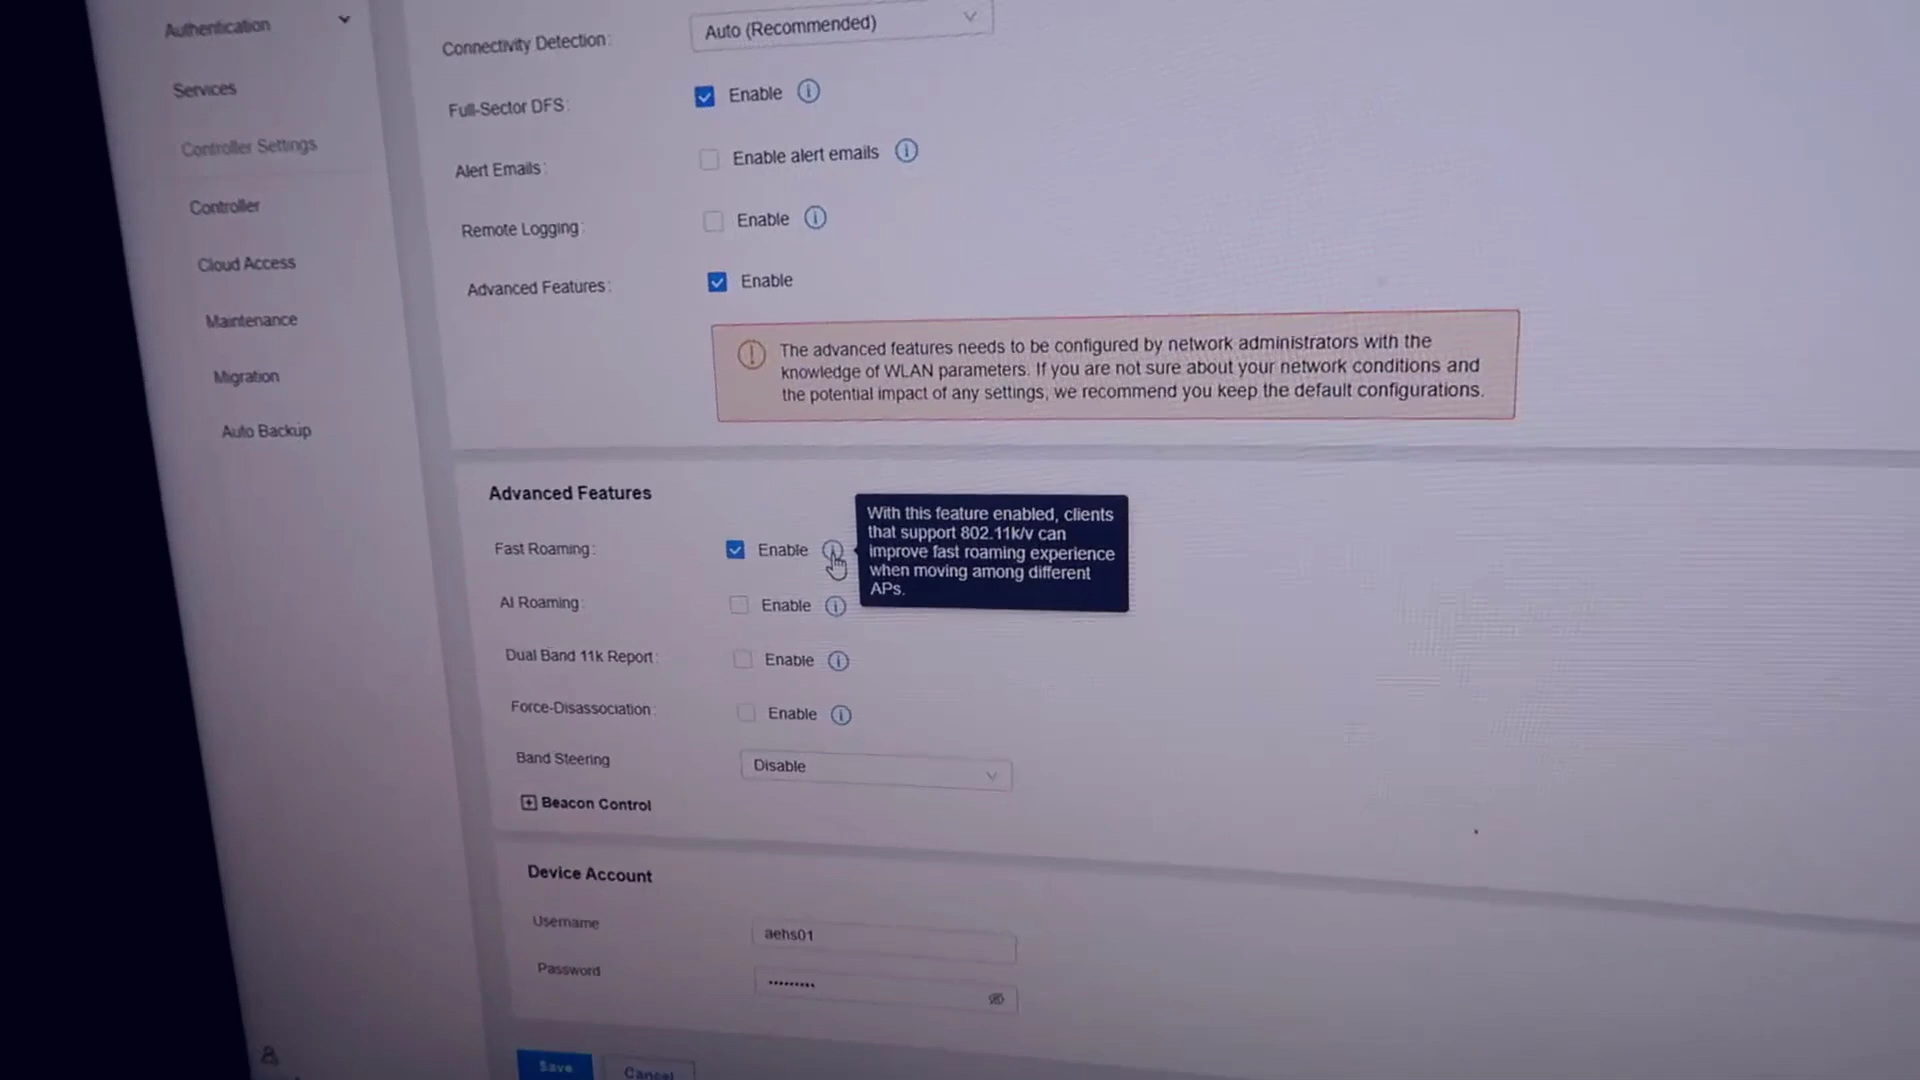 Authentication
Services
Controller Settings
Controller
Cloud Access
Maintenance
Migration
Auto Backup
Connectivity Detection:
Auto (Recommended)
Full-Sector DFS:
Enable
Alert Emails:
Enable alert emails
Remote Logging
Enable
Advanced Features:
Enable
The advanced features needs to be configured by network administrators with the
knowledge of WLAN parameters. If you are not sure about your network conditions and
the potential impact of any settings, we recommend you keep the default configurations.
Advanced Features
Fast Roaming:
Enable
With this feature enabled, clients
that support 802.11k/v can
improve fast roaming experience
when moving among different
APs.
AI Roaming
Enable
Dual Band 11k Report:
Enable
Force-Disassociation:
Enable
Band Steering
Disable
Beacon Control
Device Account
Username
aehs01
Password
•••••••••
Save
Cancel